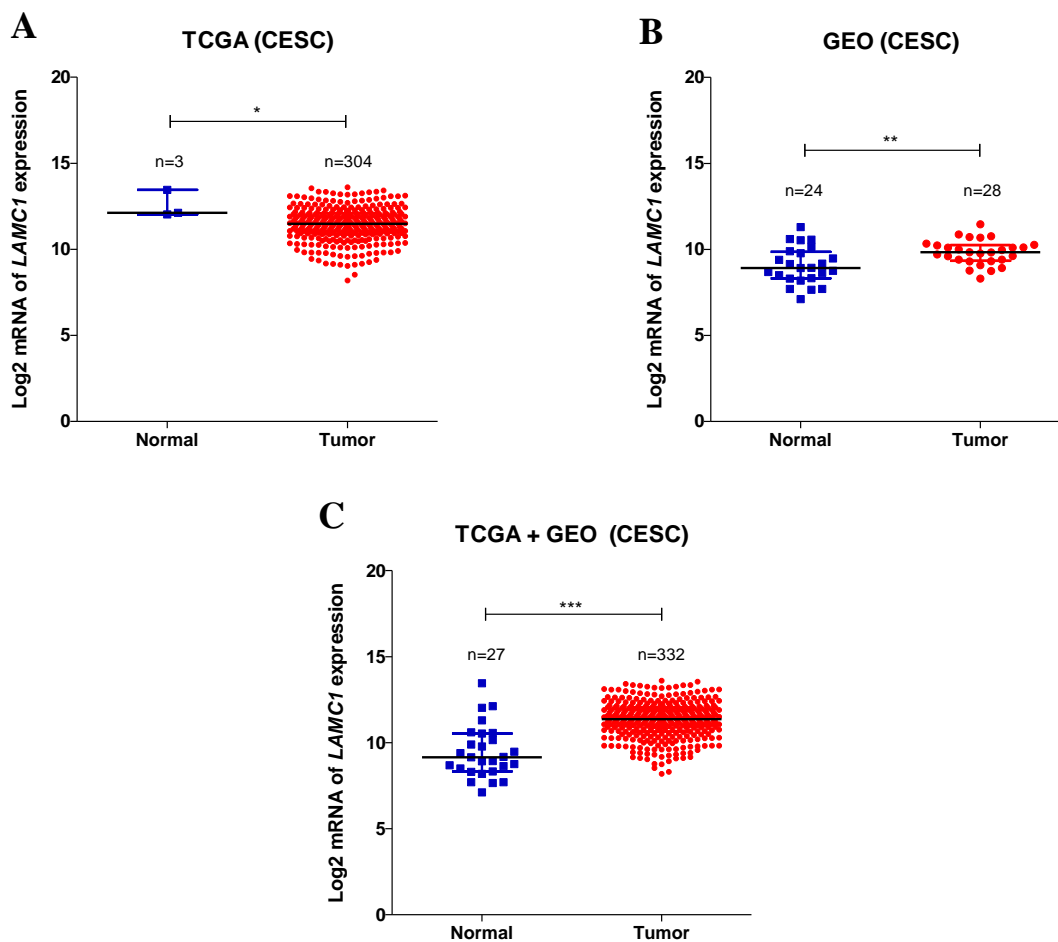 A
TCGA (CESC)
Log2 mRNA of LAMC1 expression
20
15
10
5
0
*
n=3
n=304
Normal
Tumor
B
GEO (CESC)
Log2 mRNA of LAMC1 expression
20
15
10
5
0
**
n=24
n=28
Normal
Tumor
C
TCGA + GEO (CESC)
Log2 mRNA of LAMC1 expression
20
15
10
5
0
***
n=27
n=332
Normal
Tumor